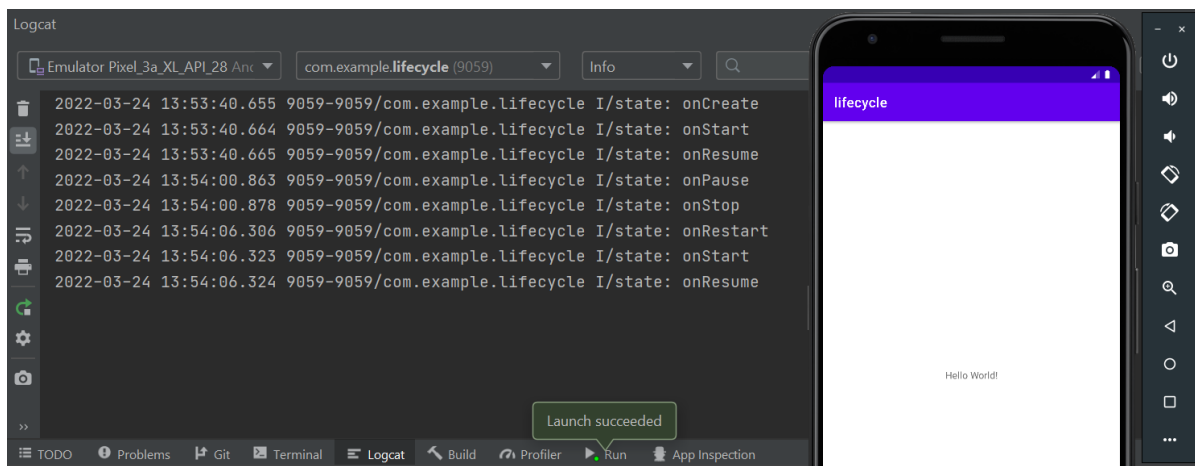 Logcat
Emulator Pixel_3a_XL_API_28 And
com.example.lifecycle (9059)
Info
2022-03-24 13:53:40.655 9059-9059/com.example.lifecycle I/state: onCreate
2022-03-24 13:53:40.664 9059-9059/com.example.lifecycle I/state: onStart
2022-03-24 13:53:40.665 9059-9059/com.example.lifecycle I/state: onResume
2022-03-24 13:54:00.863 9059-9059/com.example.lifecycle I/state: onPause
2022-03-24 13:54:00.878 9059-9059/com.example.lifecycle I/state: onStop
2022-03-24 13:54:06.306 9059-9059/com.example.lifecycle I/state: onRestart
2022-03-24 13:54:06.323 9059-9059/com.example.lifecycle I/state: onStart
2022-03-24 13:54:06.324 9059-9059/com.example.lifecycle I/state: onResume
lifecycle
Hello World!
Launch succeeded
TODO Problems Git Terminal Logcat Build Profiler Run App Inspection